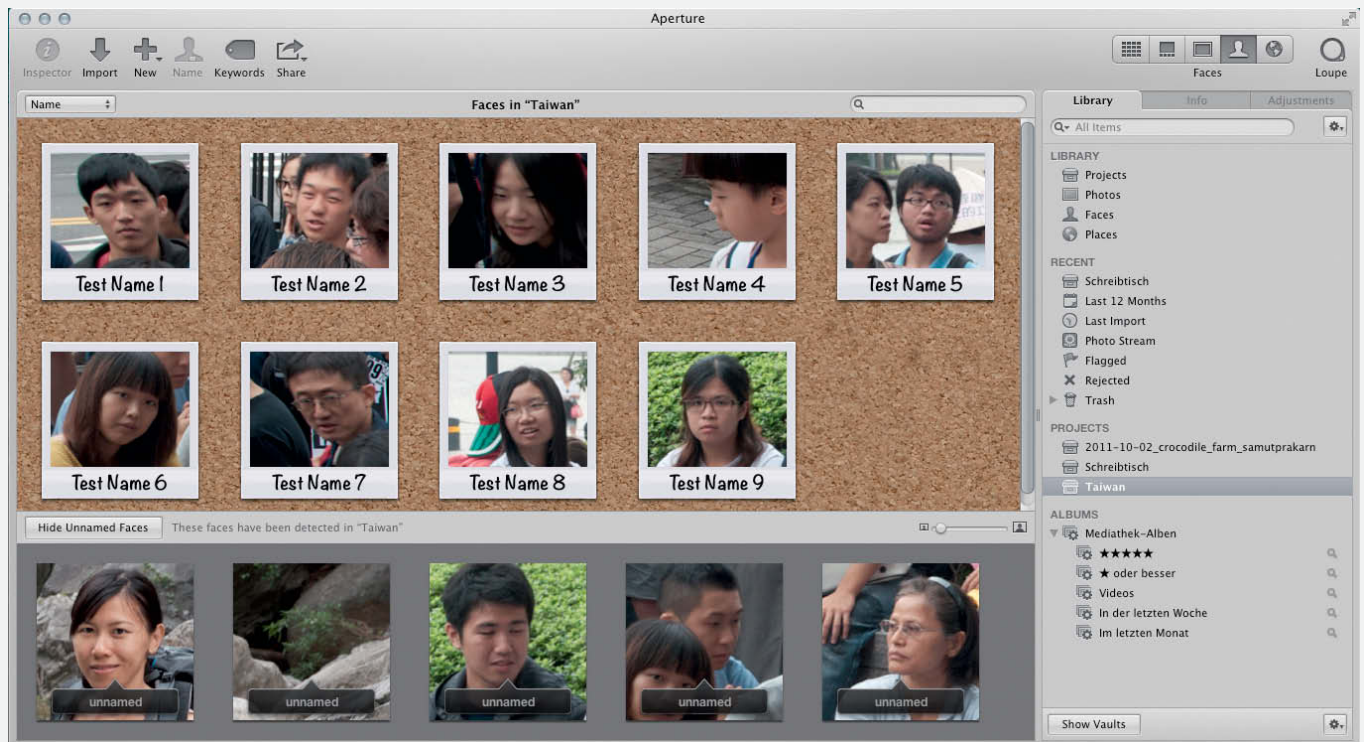 Aperture
Inspector Import New Name Keywords Share
Faces
Loupe
Name
Faces in "Taiwan"
Test Name 1
Test Name 2
Test Name 3
Test Name 4
Test Name 5
Test Name 6
Test Name 7
Test Name 8
Test Name 9
Hide Unnamed Faces
These faces have been detected in "Taiwan"
unnamed
unnamed
unnamed
unnamed
unnamed
Library Info Adjustments
All Items
LIBRARY
Projects
Photos
Faces
Places
RECENT
Schreibtisch
Last 12 Months
Last Import
Photo Stream
Flagged
Rejected
Trash
PROJECTS
2011-10-02_crocodile_farm_samutprakarn
Schreibtisch
Taiwan
ALBUMS
Mediathek-Alben
★★★★★
★ oder besser
Videos
In der letzten Woche
Im letzten Monat
Show Vaults